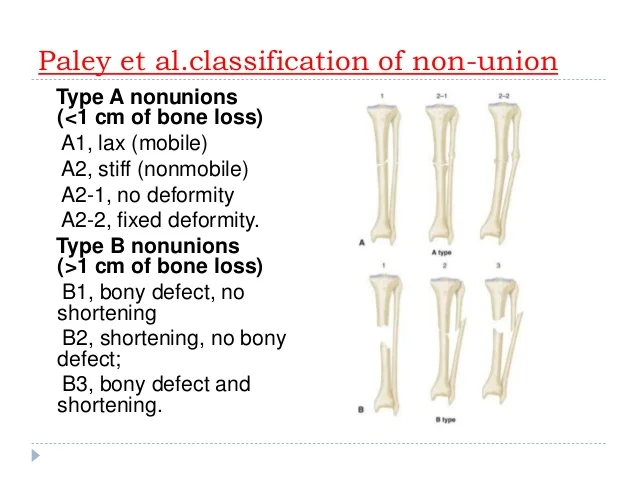 Paley et al.classification of non-union
Type A nonunions
(<1 cm of bone loss)
A1, lax (mobile)
A2, stiff (nonmobile)
A2-1, no deformity
A2-2, fixed deformity.
Type B nonunions
(>1 cm of bone loss)
B1, bony defect, no
shortening
B2, shortening, no bony
defect;
B3, bony defect and
shortening.
1 2–1 2–2
A
A type
1 2 3
B
B type